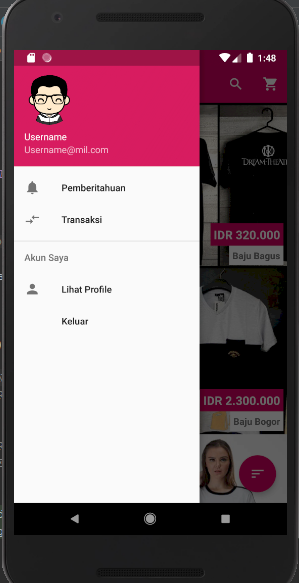 1:48
Username
Username@mil.com
Pemberitahuan
Transaksi
Akun Saya
Lihat Profile
Keluar
DREAM THEATER
IDR 320.000
Baju Bagus
IDR 2.300.000
Baju Bogor